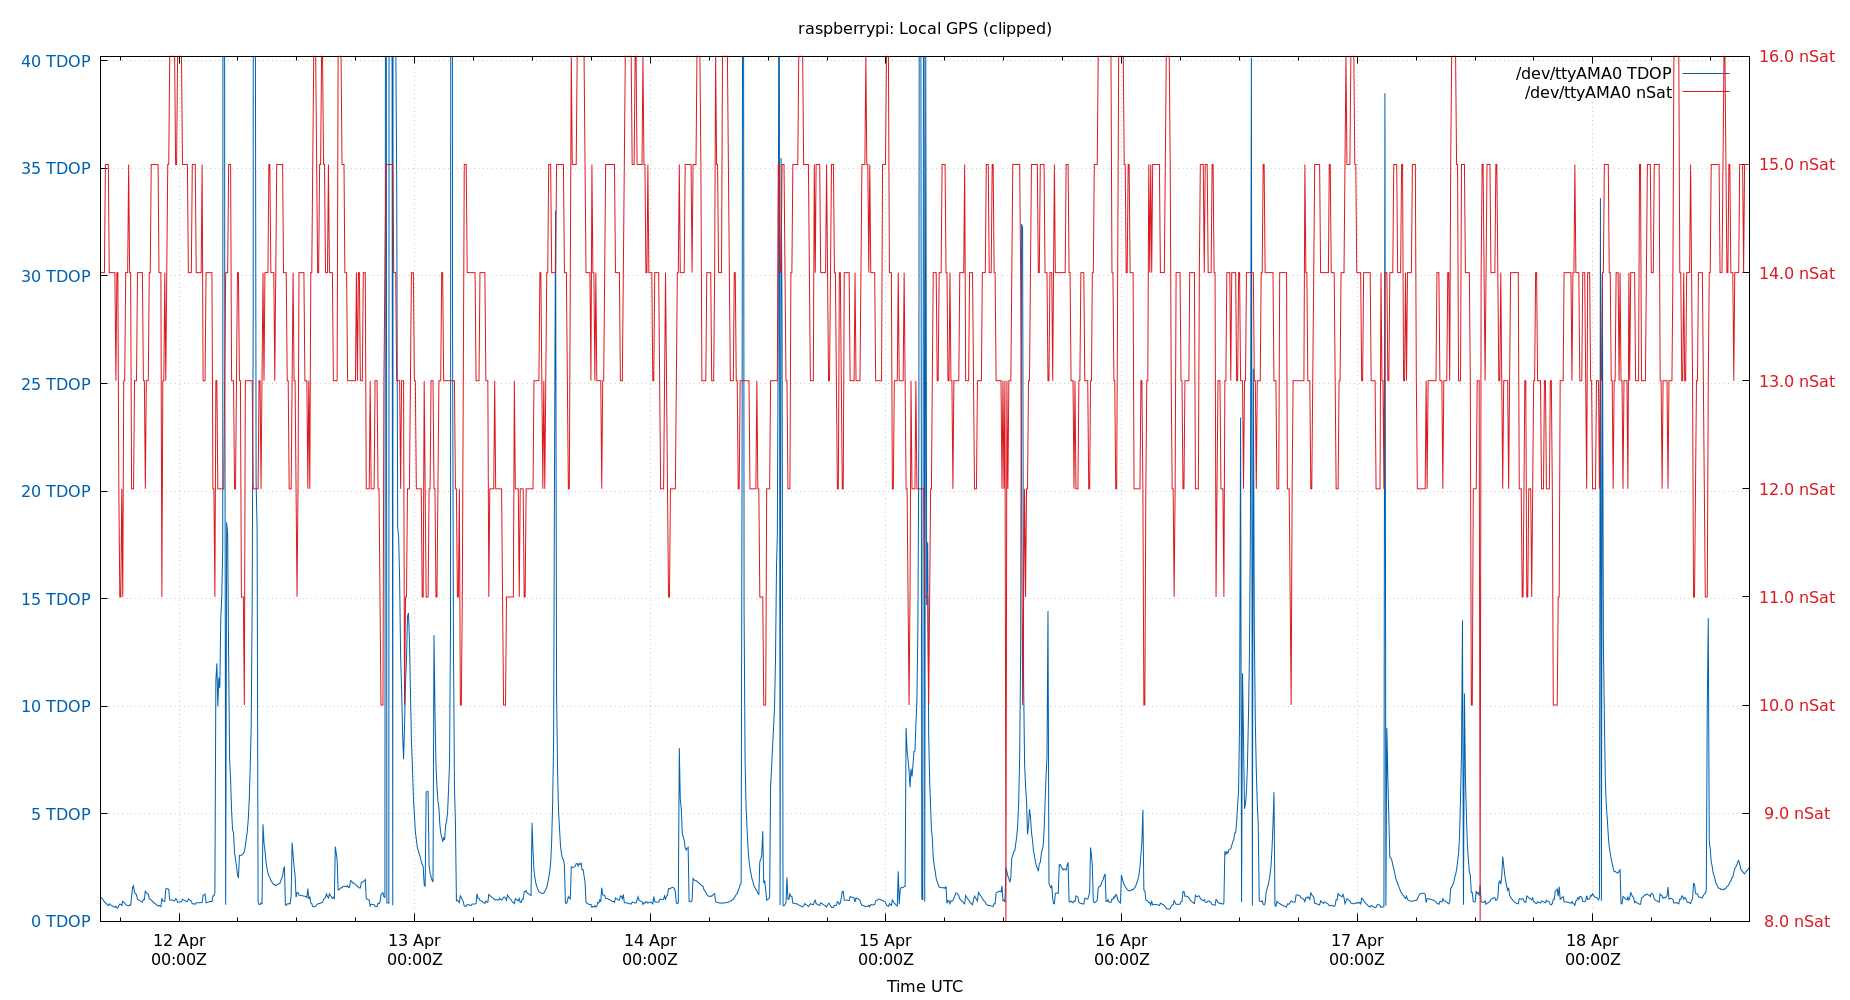 raspberrypi: Local GPS (clipped)
/dev/ttyAMA0 TDOP
/dev/ttyAMA0 nSat
40 TDOP
35 TDOP
30 TDOP
25 TDOP
20 TDOP
15 TDOP
10 TDOP
5 TDOP
0 TDOP
16.0 nSat
15.0 nSat
14.0 nSat
13.0 nSat
12.0 nSat
11.0 nSat
10.0 nSat
9.0 nSat
8.0 nSat
12 Apr 13 Apr 14 Apr 15 Apr 16 Apr 17 Apr 18 Apr
00:00Z 00:00Z 00:00Z 00:00Z 00:00Z 00:00Z 00:00Z
Time UTC